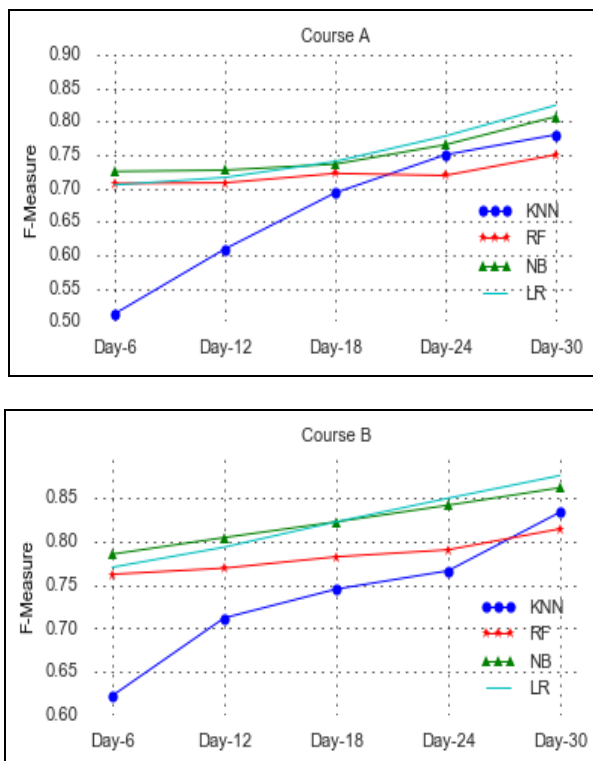 Course A
F-Measure
0.90
0.85
0.80
0.75
0.70
0.65
0.60
0.55
0.50
KNN
RF
NB
LR
Day-6 Day-12 Day-18 Day-24 Day-30
Course B
F-Measure
0.85
0.80
0.75
0.70
0.65
0.60
KNN
RF
NB
LR
Day-6 Day-12 Day-18 Day-24 Day-30